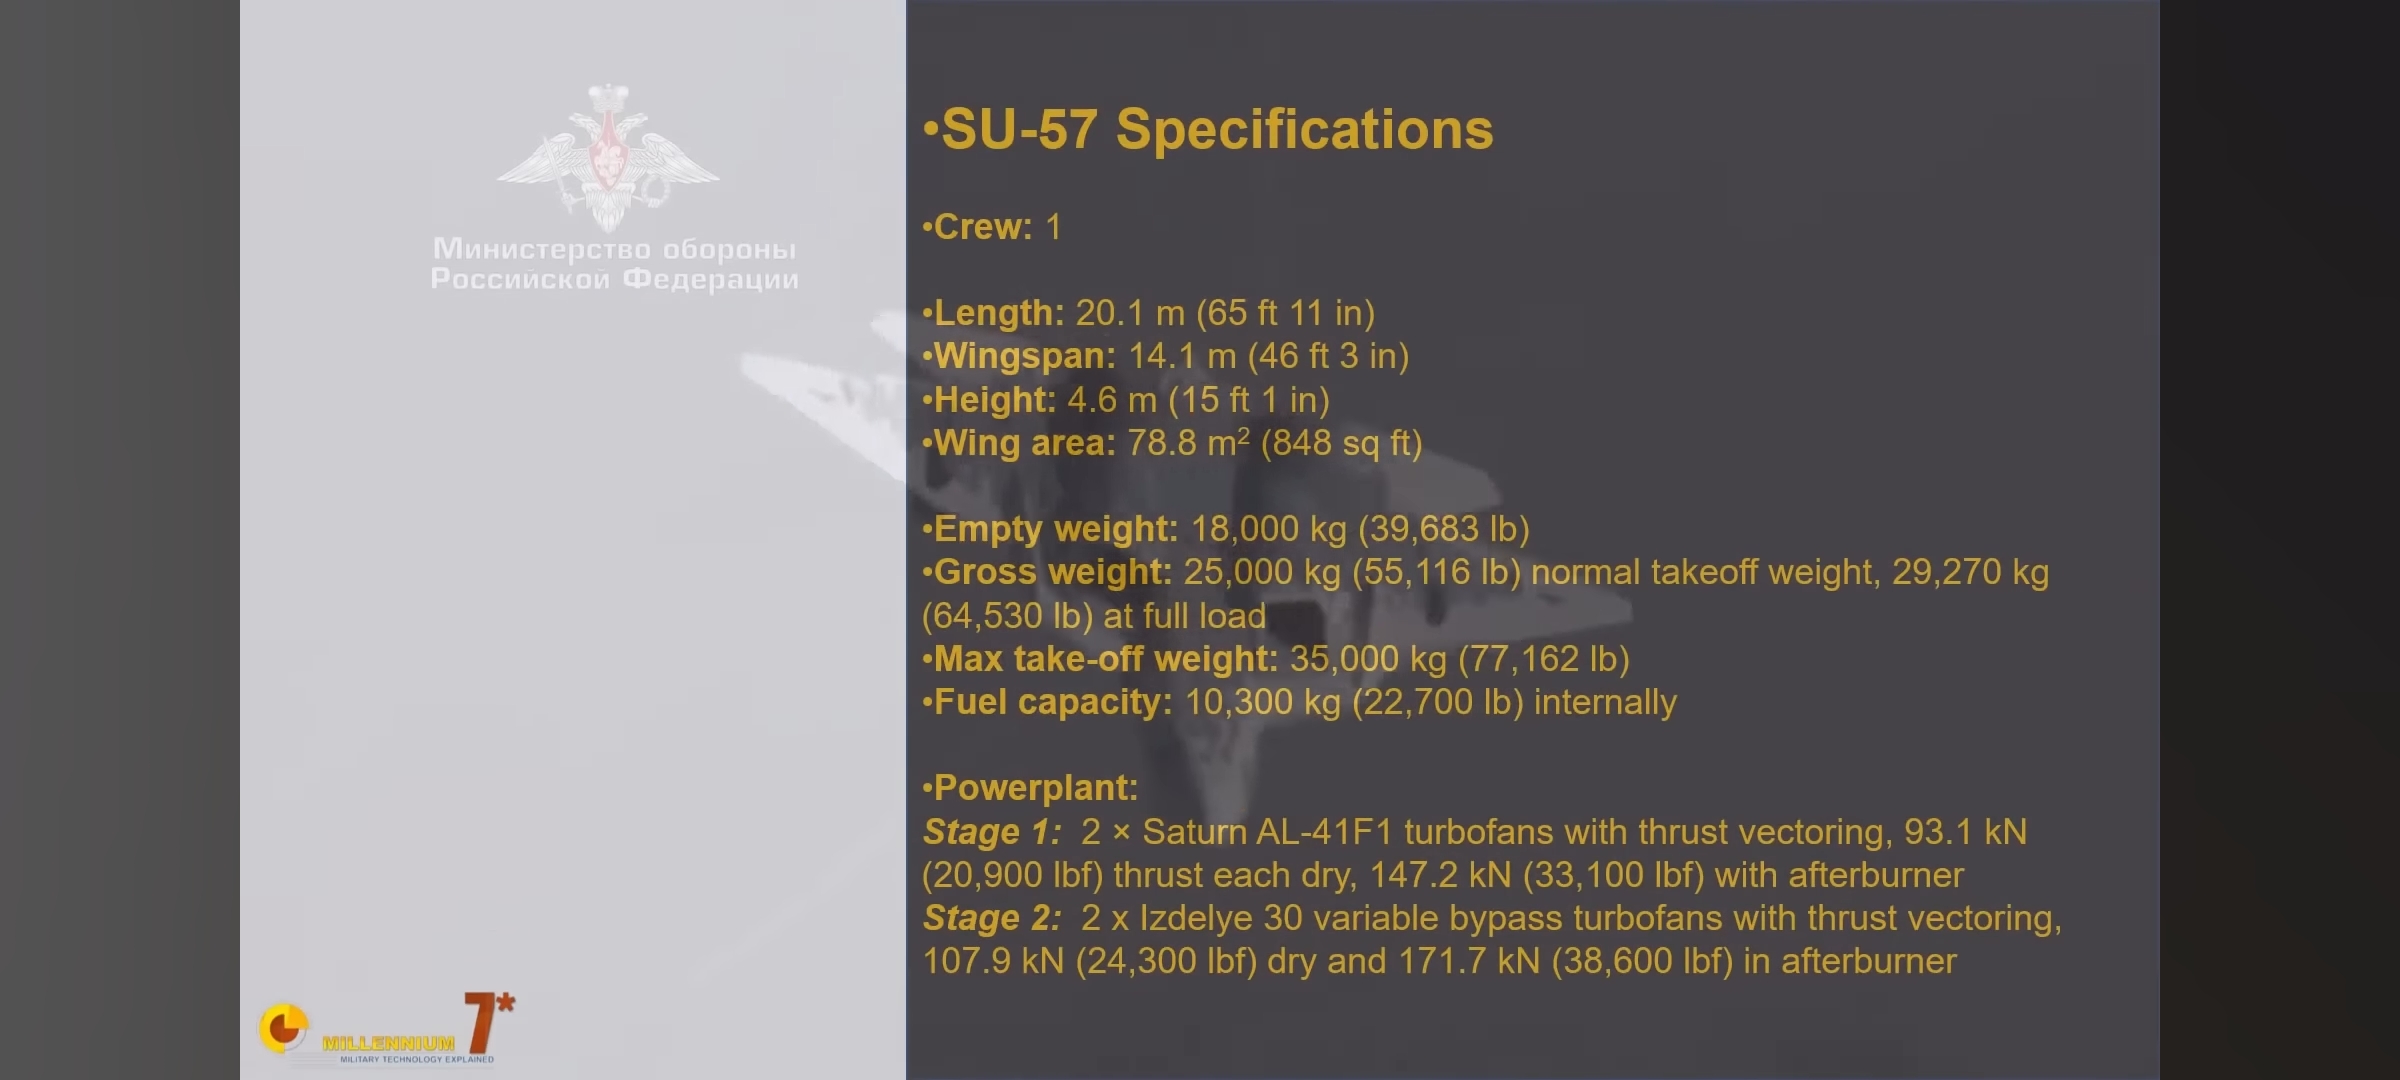 Министерство обороны
Российской Федерации
•SU-57 Specifications
•Crew: 1
•Length: 20.1 m (65 ft 11 in)
•Wingspan: 14.1 m (46 ft 3 in)
•Height: 4.6 m (15 ft 1 in)
•Wing area: 78.8 m² (848 sq ft)
•Empty weight: 18,000 kg (39,683 lb)
•Gross weight: 25,000 kg (55,116 lb) normal takeoff weight, 29,270 kg
(64,530 lb) at full load
•Max take-off weight: 35,000 kg (77,162 lb)
•Fuel capacity: 10,300 kg (22,700 lb) internally
•Powerplant:
Stage 1: 2 × Saturn AL-41F1 turbofans with thrust vectoring, 93.1 kN
(20,900 lbf) thrust each dry, 147.2 kN (33,100 lbf) with afterburner
Stage 2: 2 x Izdelye 30 variable bypass turbofans with thrust vectoring,
107.9 kN (24,300 lbf) dry and 171.7 kN (38,600 lbf) in afterburner
MILLENNIUM 7*
MILITARY TECHNOLOGY EXPLAINED